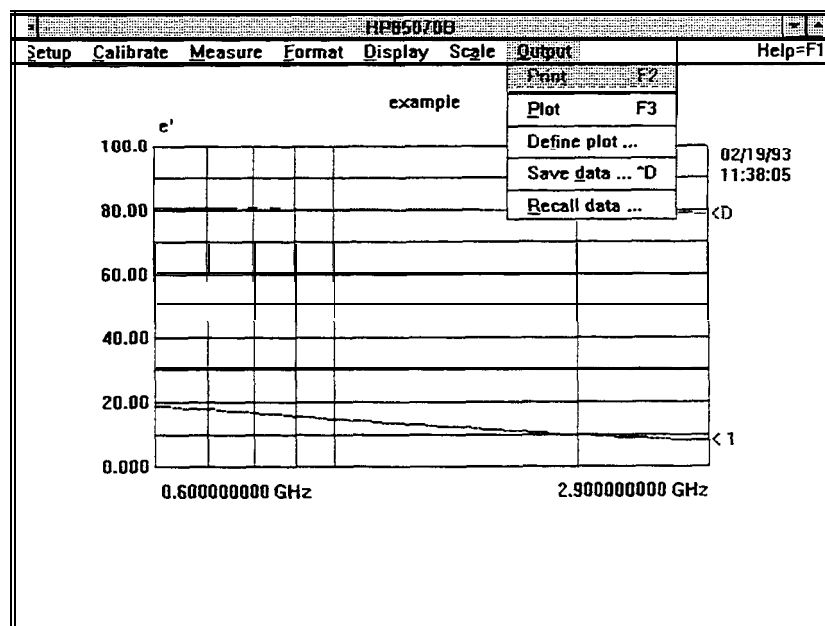 HP85070B
Setup Calibrate Measure Format Display Scale Output Help=F1
Print F2
Plot F3
Define plot ...
Save data ... ^D
Recall data ...
example
e'
02/19/93
11:38:05
100.0
80.00
60.00
40.00
20.00
0.000
<D
<1
0.600000000 GHz
2.900000000 GHz